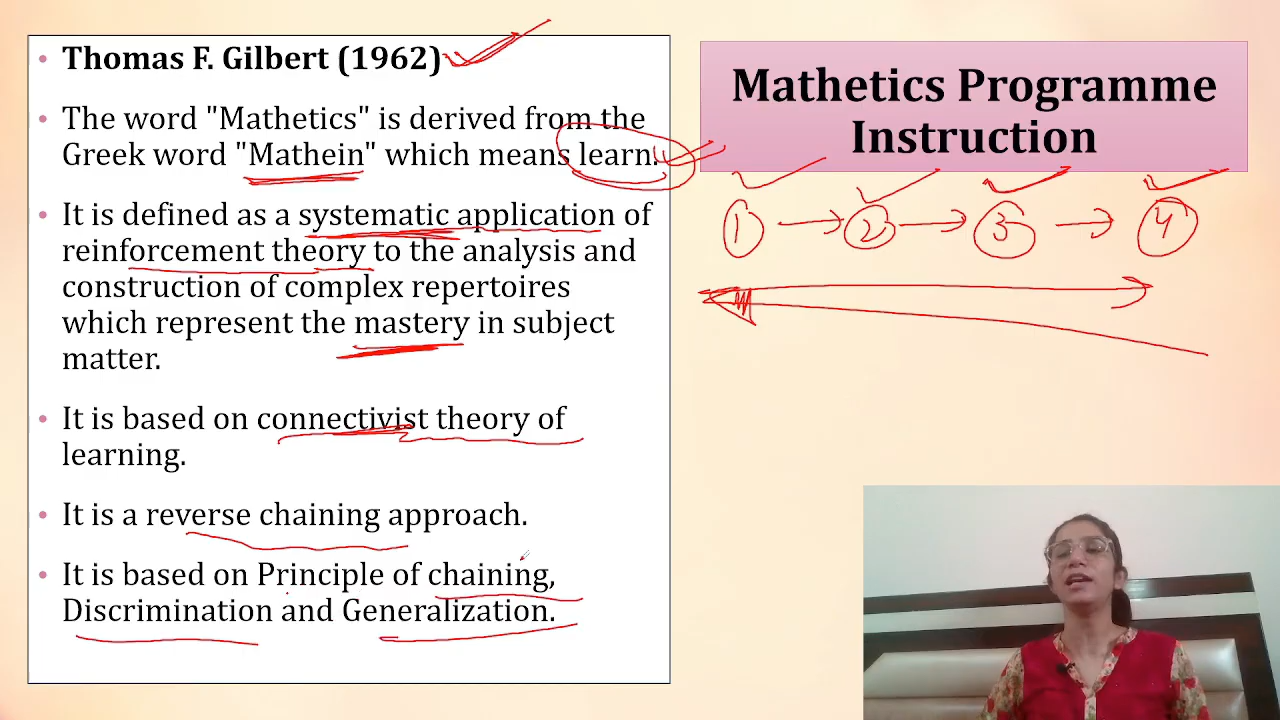 • Thomas F. Gilbert (1962)
• The word "Mathetics" is derived from the
Greek word "Mathein" which means learn.
• It is defined as a systematic application of
reinforcement theory to the analysis and
construction of complex repertoires
which represent the mastery in subject
matter.
• It is based on connectivist theory of
learning.
• It is a reverse chaining approach.
• It is based on Principle of chaining,
Discrimination and Generalization.
Mathetics Programme
Instruction
1 → 2 → 3 → 4